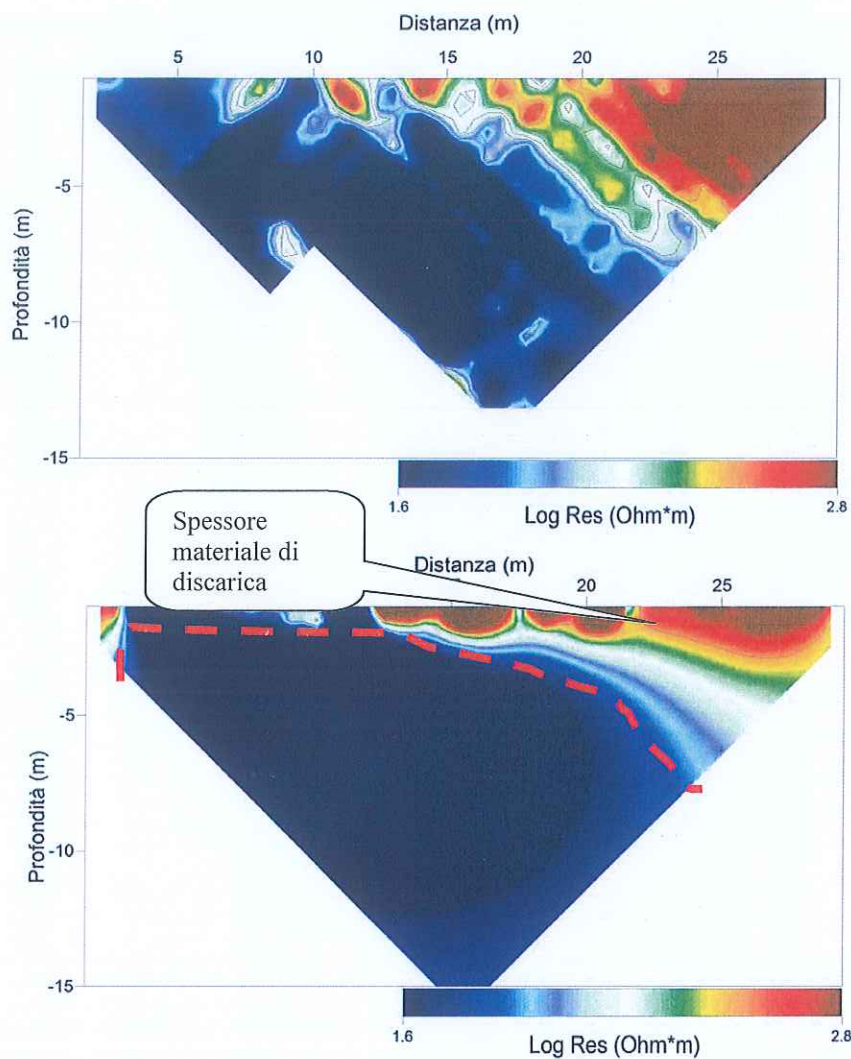 Distanza (m)
5 10 15 20 25
Profondità (m)
-5
-10
-15
1.6 2.8
Log Res (Ohm*m)
Spessore
materiale di
discarica
Distanza (m)
20 25
Profondità (m)
-5
-10
-15
1.6 2.8
Log Res (Ohm*m)